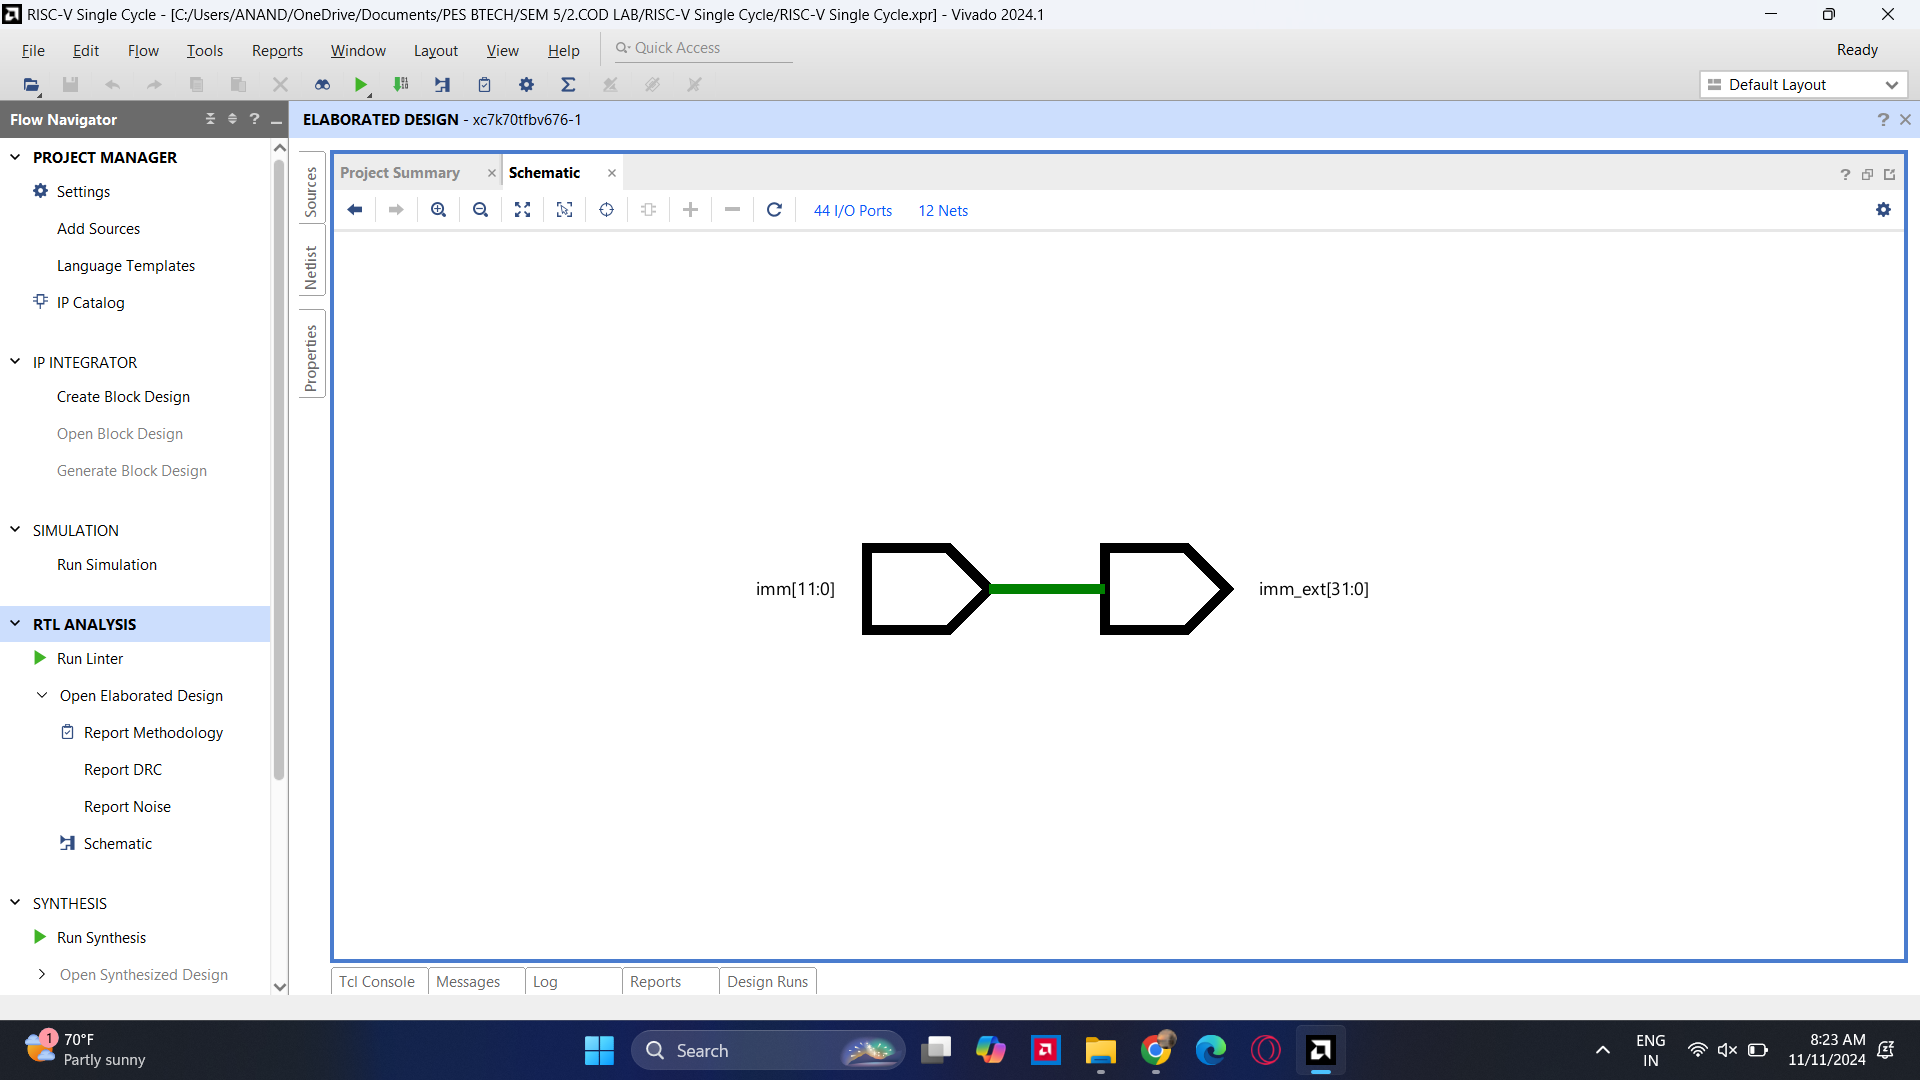 RISC-V Single Cycle - [C:/Users/ANAND/OneDrive/Documents/PES BTECH/SEM 5/2.COD LAB/RISC-V Single Cycle/RISC-V Single Cycle.xpr] - Vivado 2024.1
File Edit Flow Tools Reports Window Layout View Help Quick Access Ready
Default Layout
Flow Navigator
ELABORATED DESIGN - xc7k70tfbv676-1
PROJECT MANAGER
Settings
Add Sources
Language Templates
IP Catalog
IP INTEGRATOR
Create Block Design
Open Block Design
Generate Block Design
SIMULATION
Run Simulation
RTL ANALYSIS
Run Linter
Open Elaborated Design
Report Methodology
Report DRC
Report Noise
Schematic
SYNTHESIS
Run Synthesis
Open Synthesized Design
Sources
Netlist
Properties
Project Summary Schematic
44 I/O Ports 12 Nets
imm[11:0] imm_ext[31:0]
Tcl Console Messages Log Reports Design Runs
1
70°F
Partly sunny
Search
ENG
IN
8:23 AM
11/11/2024